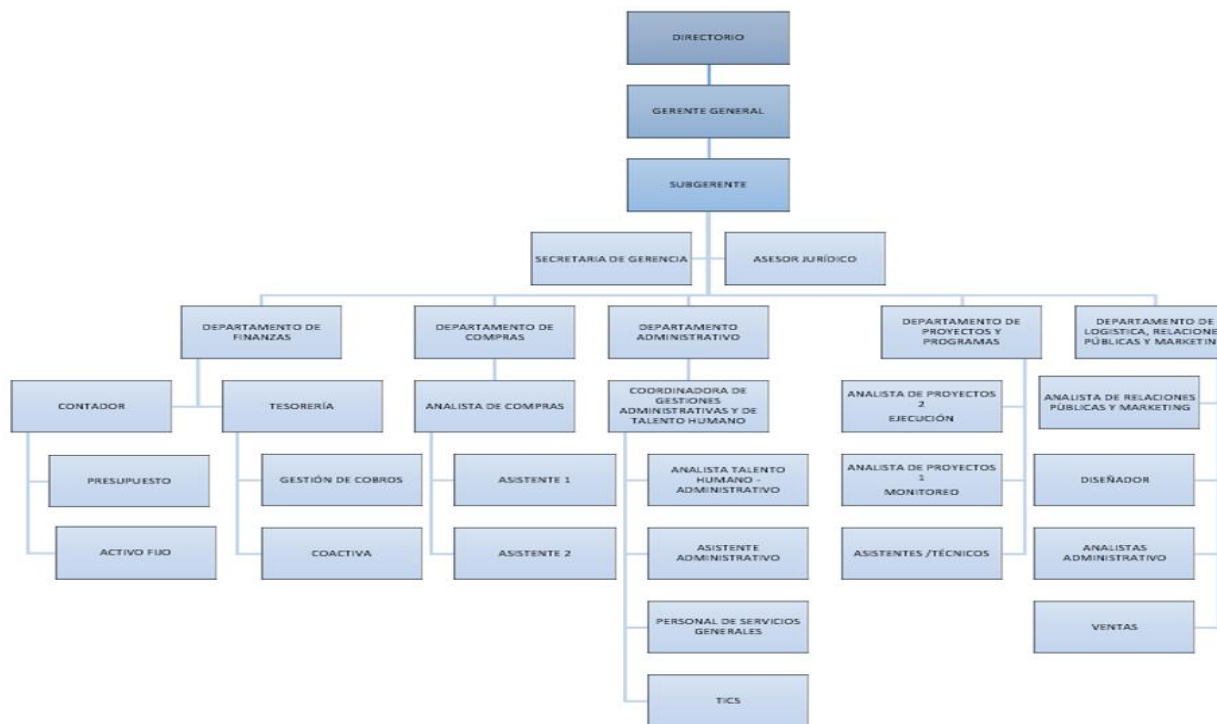 DIRECTORIO
GERENTE GENERAL
SUBGERENTE
SECRETARIA DE GERENCIA
ASESOR JURÍDICO
DEPARTAMENTO DE
FINANZAS
DEPARTAMENTO DE
COMPRAS
DEPARTAMENTO
ADMINISTRATIVO
DEPARTAMENTO DE
PROYECTOS Y
PROGRAMAS
DEPARTAMENTO DE
LOGISTICA, RELACIONE
PÚBLICAS Y MARKETIN
CONTADOR
TESORERÍA
ANALISTA DE COMPRAS
COORDINADORA DE
GESTIONES
ADMINISTRATIVAS Y DE
TALENTO HUMANO
ANALISTA DE PROYECTOS
2
EJECUCIÓN
ANALISTA DE RELACIONES
PÚBLICAS Y MARKETING
PRESUPUESTO
GESTIÓN DE COBROS
ASISTENTE 1
ANALISTA TALENTO
HUMANO -
ADMINISTRATIVO
ANALISTA DE PROYECTOS
1
MONITOREO
DISEÑADOR
ACTIVO FIJO
COACTIVA
ASISTENTE 2
ASISTENTE
ADMINISTRATIVO
ASISTENTES /TÉCNICOS
ANALISTAS
ADMINISTRATIVO
PERSONAL DE SERVICIOS
GENERALES
VENTAS
TICS